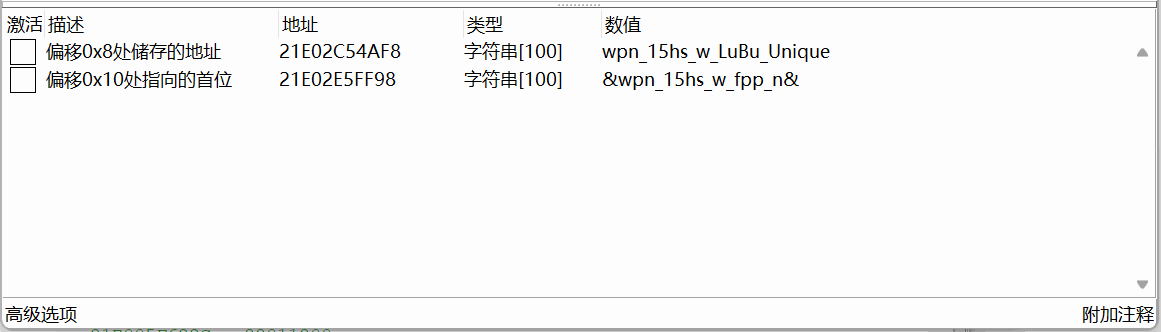 激活 描述 地址 类型 数值
偏移0x8处储存的地址 21E02C54AF8 字符串[100] wpn_15hs_w_LuBu_Unique
偏移0x10处指向的首位 21E02E5FF98 字符串[100] &wpn_15hs_w_fpp_n&
高级选项 附加注释